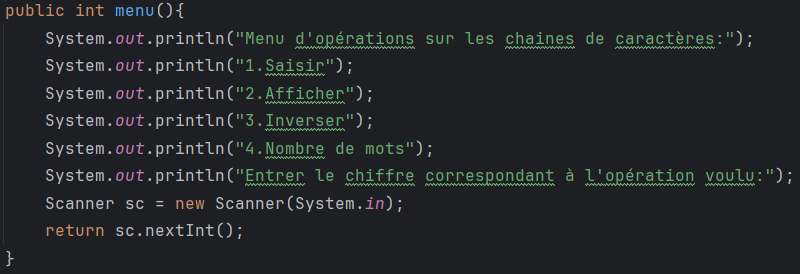 public int menu(){
System.out.println("Menu d'opérations sur les chaines de caractères:");
System.out.println("1.Saisir");
System.out.println("2.Afficher");
System.out.println("3.Inverser");
System.out.println("4.Nombre de mots");
System.out.println("Entrer le chiffre correspondant à l'opération voulu:");
Scanner sc = new Scanner(System.in);
return sc.nextInt();
}